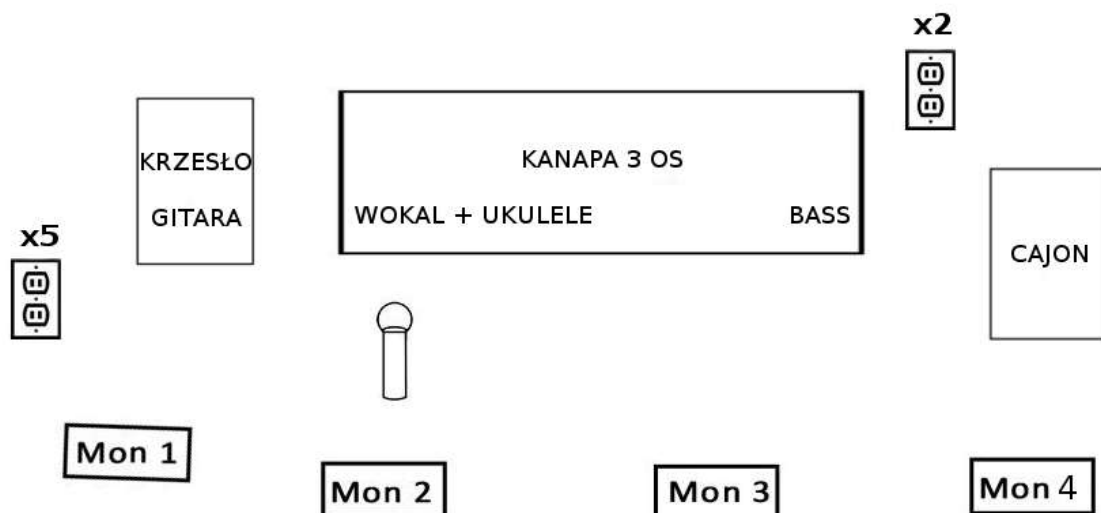 x2
KRZESŁO
GITARA
KANAPA 3 OS
WOKAL + UKULELE
BASS
x5
CAJON
Mon 1
Mon 2
Mon 3
Mon 4